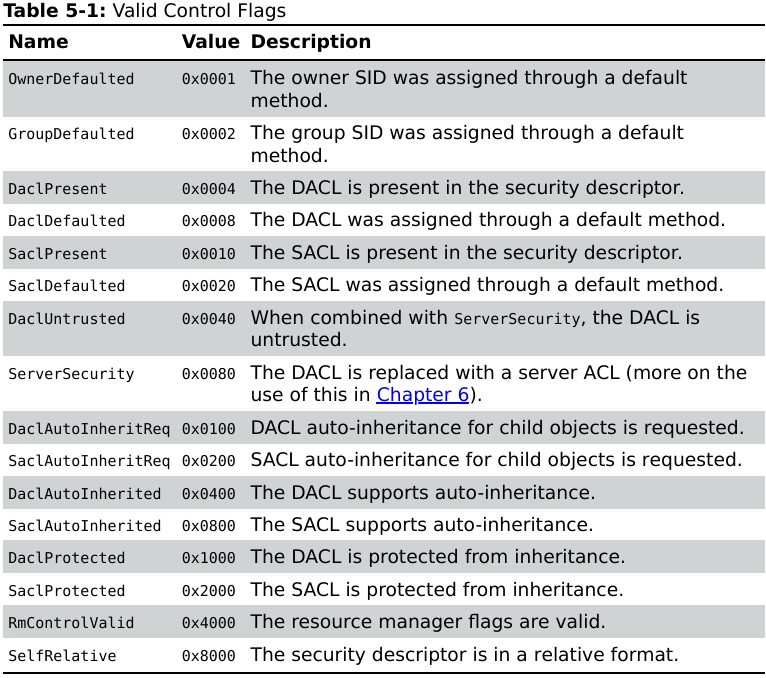 Table 5-1: Valid Control Flags
Name Value Description
OwnerDefaulted 0x0001 The owner SID was assigned through a default
method.
GroupDefaulted 0x0002 The group SID was assigned through a default
method.
DaclPresent 0x0004 The DACL is present in the security descriptor.
DaclDefaulted 0x0008 The DACL was assigned through a default method.
SaclPresent 0x0010 The SACL is present in the security descriptor.
SaclDefaulted 0x0020 The SACL was assigned through a default method.
DaclUntrusted 0x0040 When combined with ServerSecurity, the DACL is
untrusted.
ServerSecurity 0x0080 The DACL is replaced with a server ACL (more on the
use of this in Chapter 6).
DaclAutoInheritReq 0x0100 DACL auto-inheritance for child objects is requested.
SaclAutoInheritReq 0x0200 SACL auto-inheritance for child objects is requested.
DaclAutoInherited 0x0400 The DACL supports auto-inheritance.
SaclAutoInherited 0x0800 The SACL supports auto-inheritance.
DaclProtected 0x1000 The DACL is protected from inheritance.
SaclProtected 0x2000 The SACL is protected from inheritance.
RmControlValid 0x4000 The resource manager flags are valid.
SelfRelative 0x8000 The security descriptor is in a relative format.